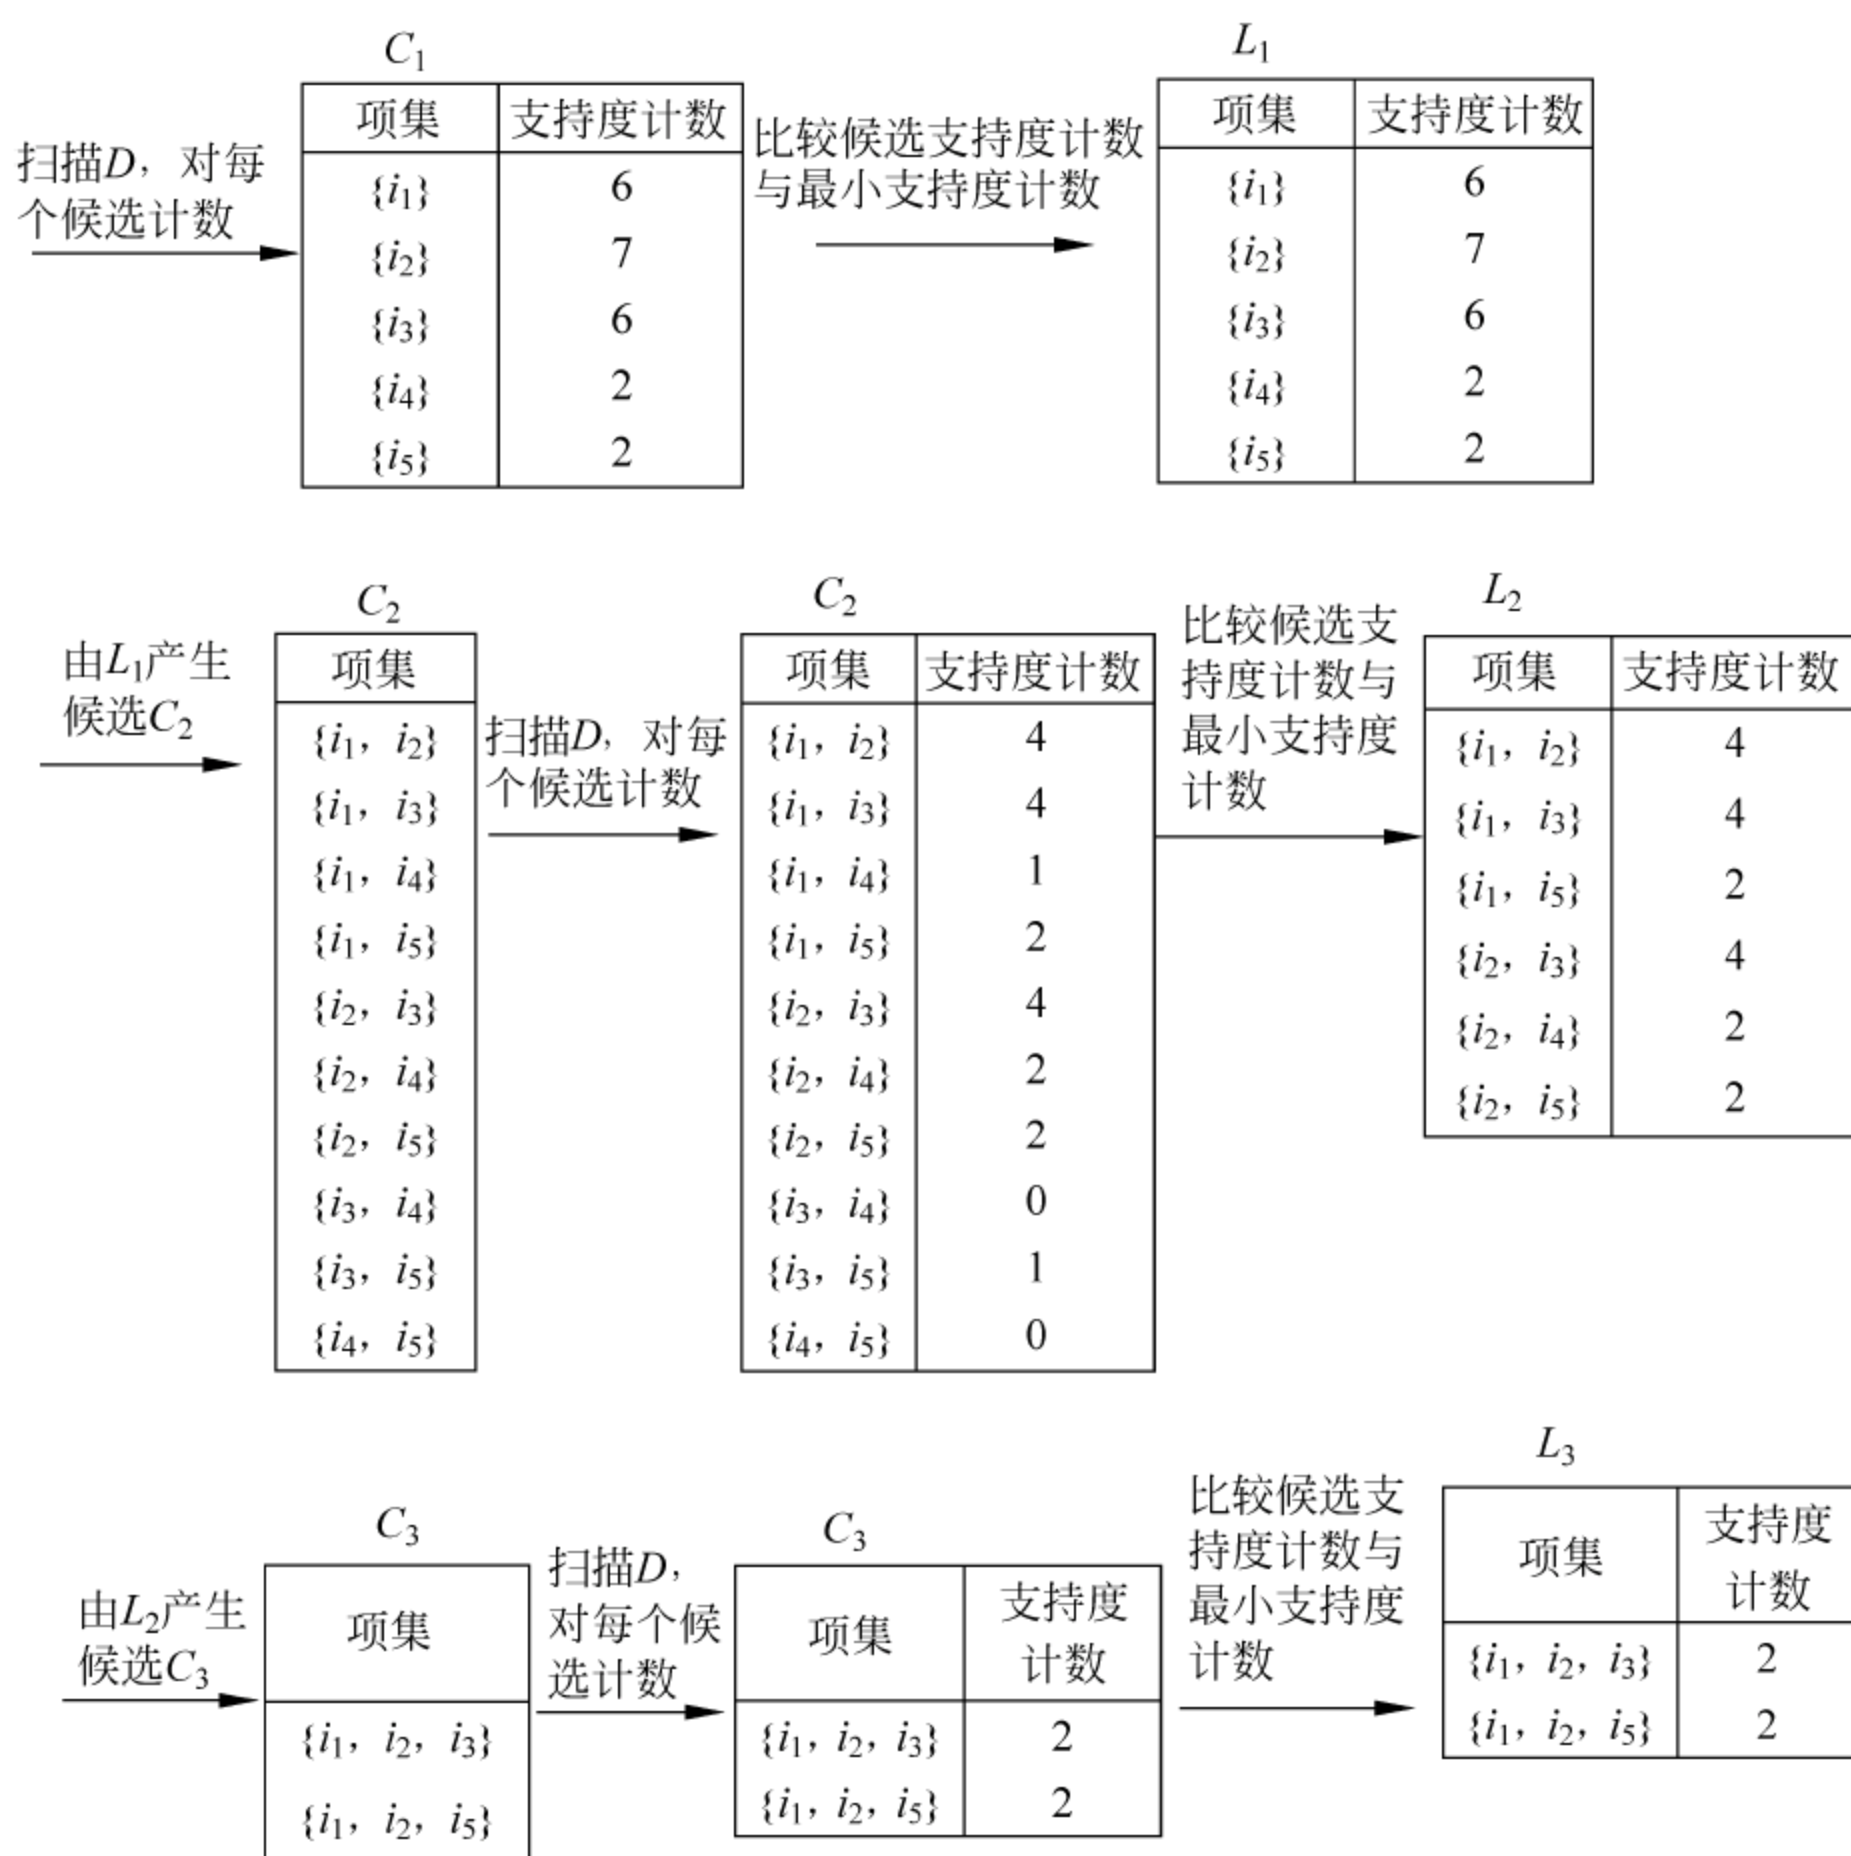 C₁
L₁
项集 支持度计数
项集 支持度计数
扫描D，对每
个候选计数
比较候选支持度计数
与最小支持度计数
{i₁} 6
{i₂} 7
{i₃} 6
{i₄} 2
{i₅} 2
{i₁} 6
{i₂} 7
{i₃} 6
{i₄} 2
{i₅} 2
由L₁产生
候选C₂
C₂
项集
{i₁，i₂}
{i₁，i₃}
{i₁，i₄}
{i₁，i₅}
{i₂，i₃}
{i₂，i₄}
{i₂，i₅}
{i₃，i₄}
{i₃，i₅}
{i₄，i₅}
扫描D，对每
个候选计数
C₂
项集 支持度计数
{i₁，i₂} 4
{i₁，i₃} 4
{i₁，i₄} 1
{i₁，i₅} 2
{i₂，i₃} 4
{i₂，i₄} 2
{i₂，i₅} 2
{i₃，i₄} 0
{i₃，i₅} 1
{i₄，i₅} 0
比较候选支
持度计数与
最小支持度
计数
L₂
项集 支持度计数
{i₁，i₂} 4
{i₁，i₃} 4
{i₁，i₅} 2
{i₂，i₃} 4
{i₂，i₄} 2
{i₂，i₅} 2
由L₂产生
候选C₃
C₃
项集
{i₁，i₂，i₃}
{i₁，i₂，i₅}
扫描D，
对每个候
选计数
C₃
项集 支持度
计数
{i₁，i₂，i₃} 2
{i₁，i₂，i₅} 2
比较候选支
持度计数与
最小支持度
计数
L₃
项集 支持度
计数
{i₁，i₂，i₃} 2
{i₁，i₂，i₅} 2